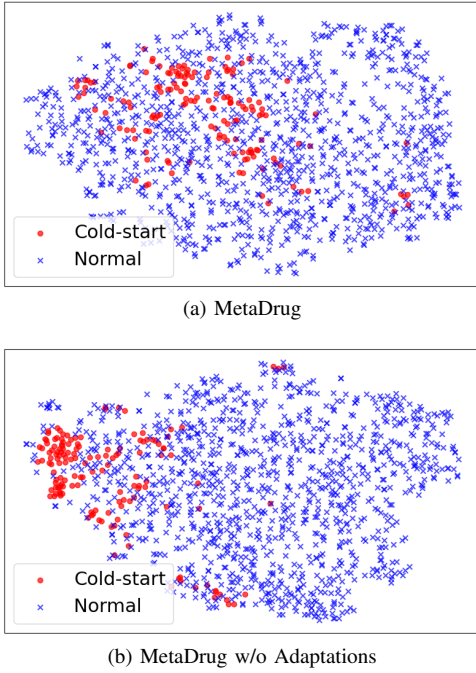 Cold-start
Normal
(a) MetaDrug
Cold-start
Normal
(b) MetaDrug w/o Adaptations